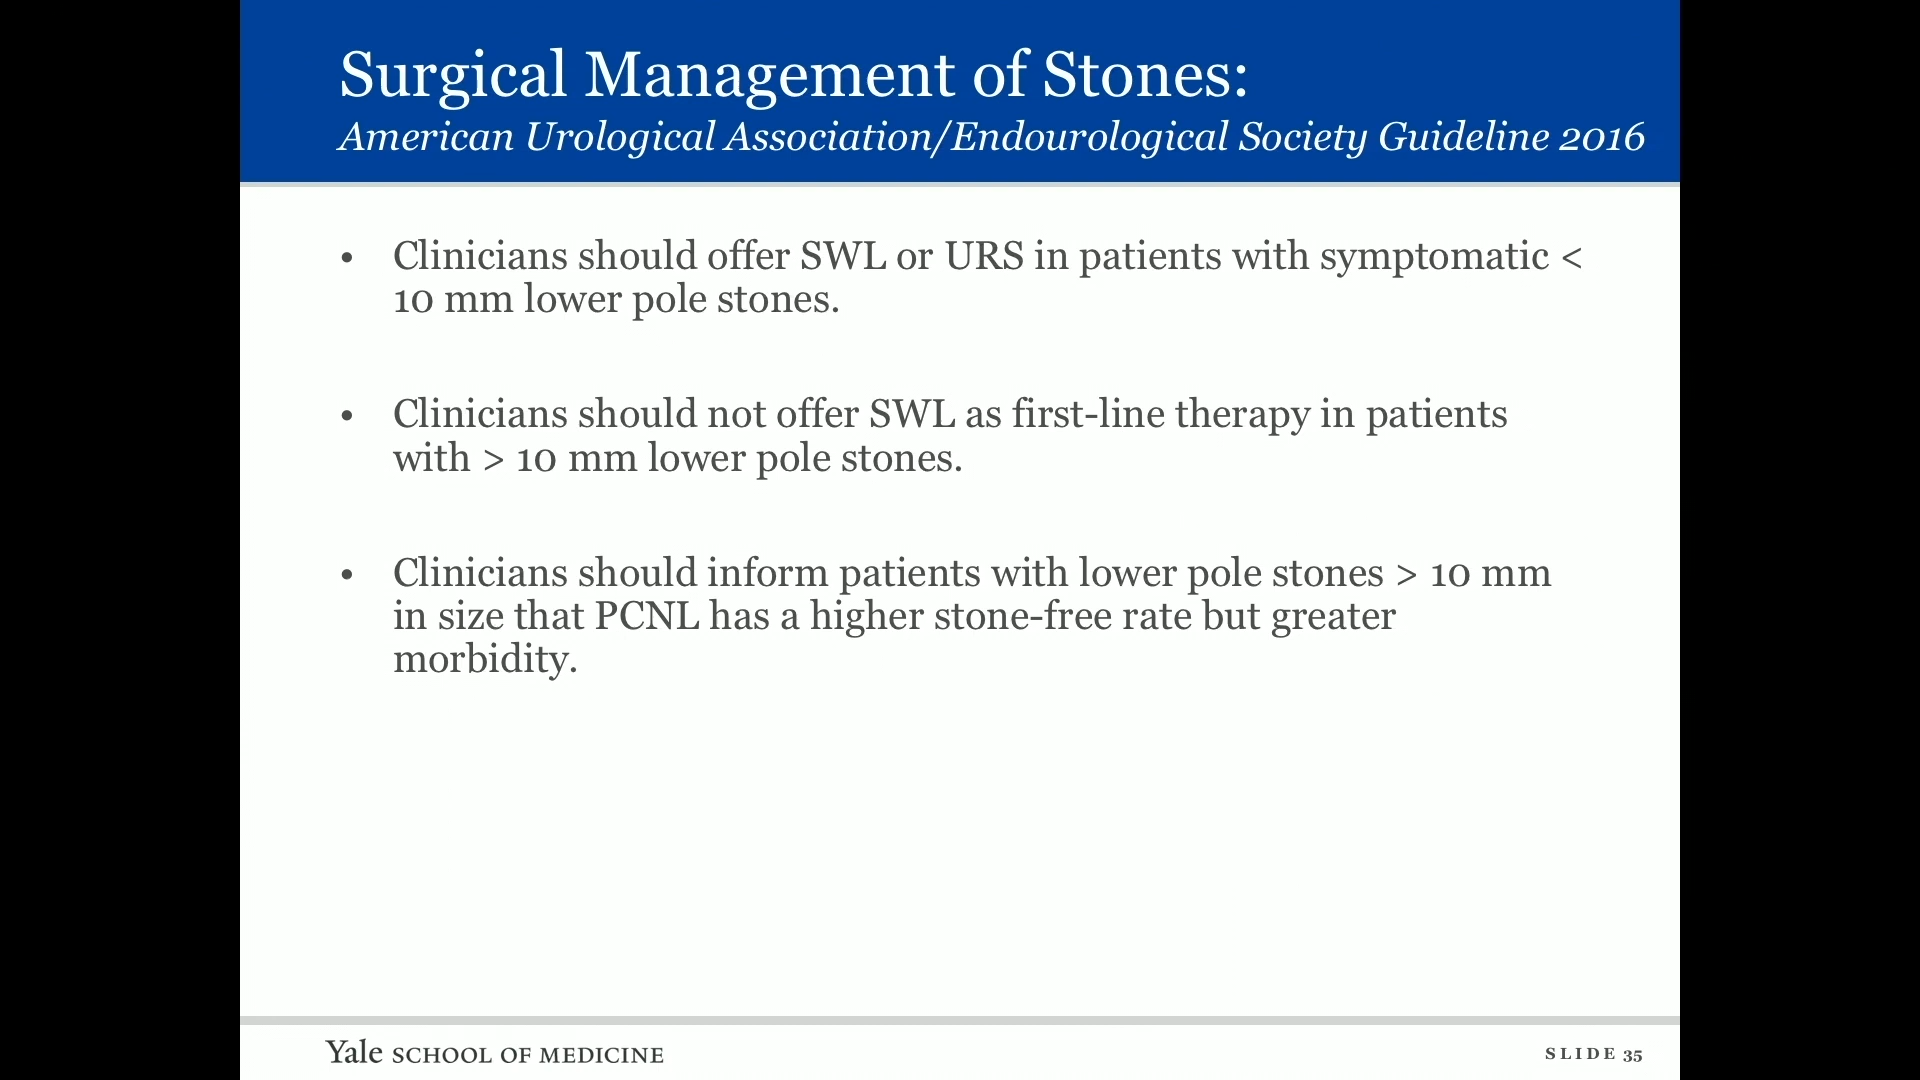 Surgical Management of Stones:
American Urological Association/Endourological Society Guideline 2016
• Clinicians should offer SWL or URS in patients with symptomatic <
10 mm lower pole stones.
• Clinicians should not offer SWL as first-line therapy in patients
with > 10 mm lower pole stones.
• Clinicians should inform patients with lower pole stones > 10 mm
in size that PCNL has a higher stone-free rate but greater
morbidity.
Yale SCHOOL OF MEDICINE
SLIDE 35